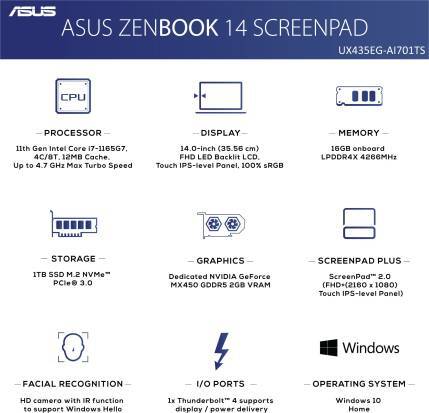 ASUS
ASUS ZENBOOK 14 SCREENPAD
UX435EG-AI701TS
CPU
PROCESSOR
11th Gen Intel Core i7-1165G7,
4C/8T, 12MB Cache,
Up to 4.7 GHz Max Turbo Speed
DISPLAY
14.0-inch (35.56 cm)
FHD LED Backlit LCD,
Touch IPS-level Panel, 100% sRGB
MEMORY
16GB onboard
LPDDR4X 4266MHz
STORAGE
1TB SSD M.2 NVMe™
PCIe® 3.0
GRAPHICS
Dedicated NVIDIA GeForce
MX450 GDDR5 2GB VRAM
SCREENPAD PLUS
ScreenPad™ 2.0
(FHD+(2160 x 1080)
Touch IPS-level Panel)
FACIAL RECOGNITION
HD camera with IR function
to support Windows Hello
I/O PORTS
1x Thunderbolt™ 4 supports
display / power delivery
Windows
OPERATING SYSTEM
Windows 10
Home